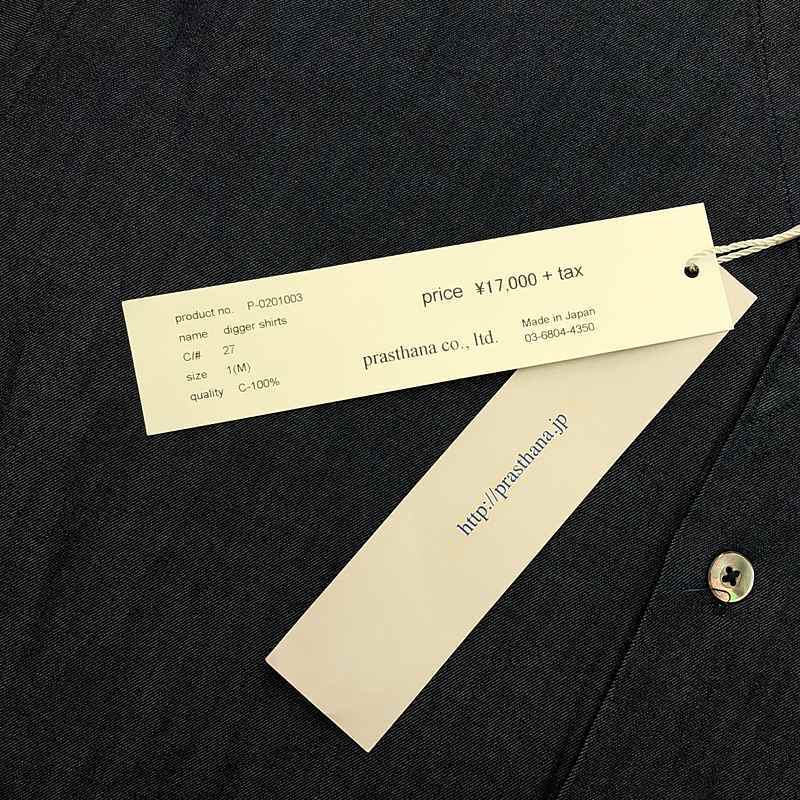 product no. P-0201003
name digger shirts
C/# 27
size 1(M)
quality C-100%
price ¥17,000 + tax
prasthana co., ltd.
Made in Japan
03-6804-4350
http://prasthana.jp